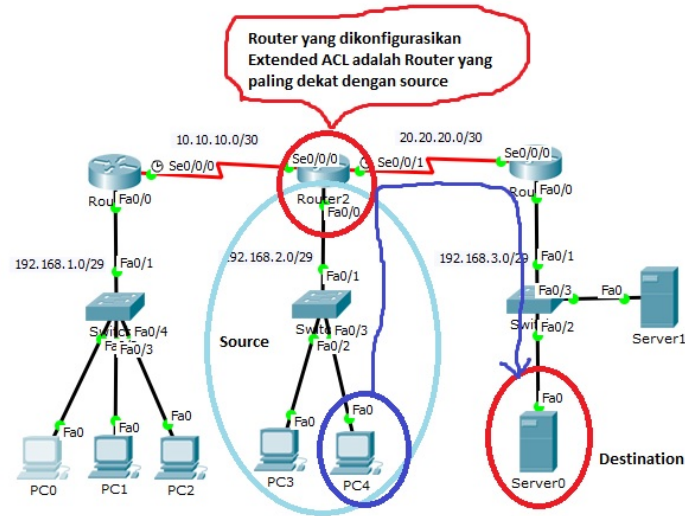 Router yang dikonfigurasikan
Extended ACL adalah Router yang
paling dekat dengan source
10.10.10.0/30
20.20.20.0/30
Se0/0/0
Se0/0/0
Se0/0/1
Se0/0/0
Rou
Router2
Rou
Fa0/0
Fa0/0
Fa0/0
192.168.1.0/29
192.168.2.0/29
192.168.3.0/29
Fa0/1
Fa0/1
Fa0/1
Fa0/3
Fa0
Switc
Fa0/4
Fa0/3
Source
Swit
Fa0/3
Fa0/2
Fa0/2
Server1
Fa0
Fa0
Fa0
Fa0
Fa0
Fa0
PC0
PC1
PC2
PC3
PC4
Server0
Destination